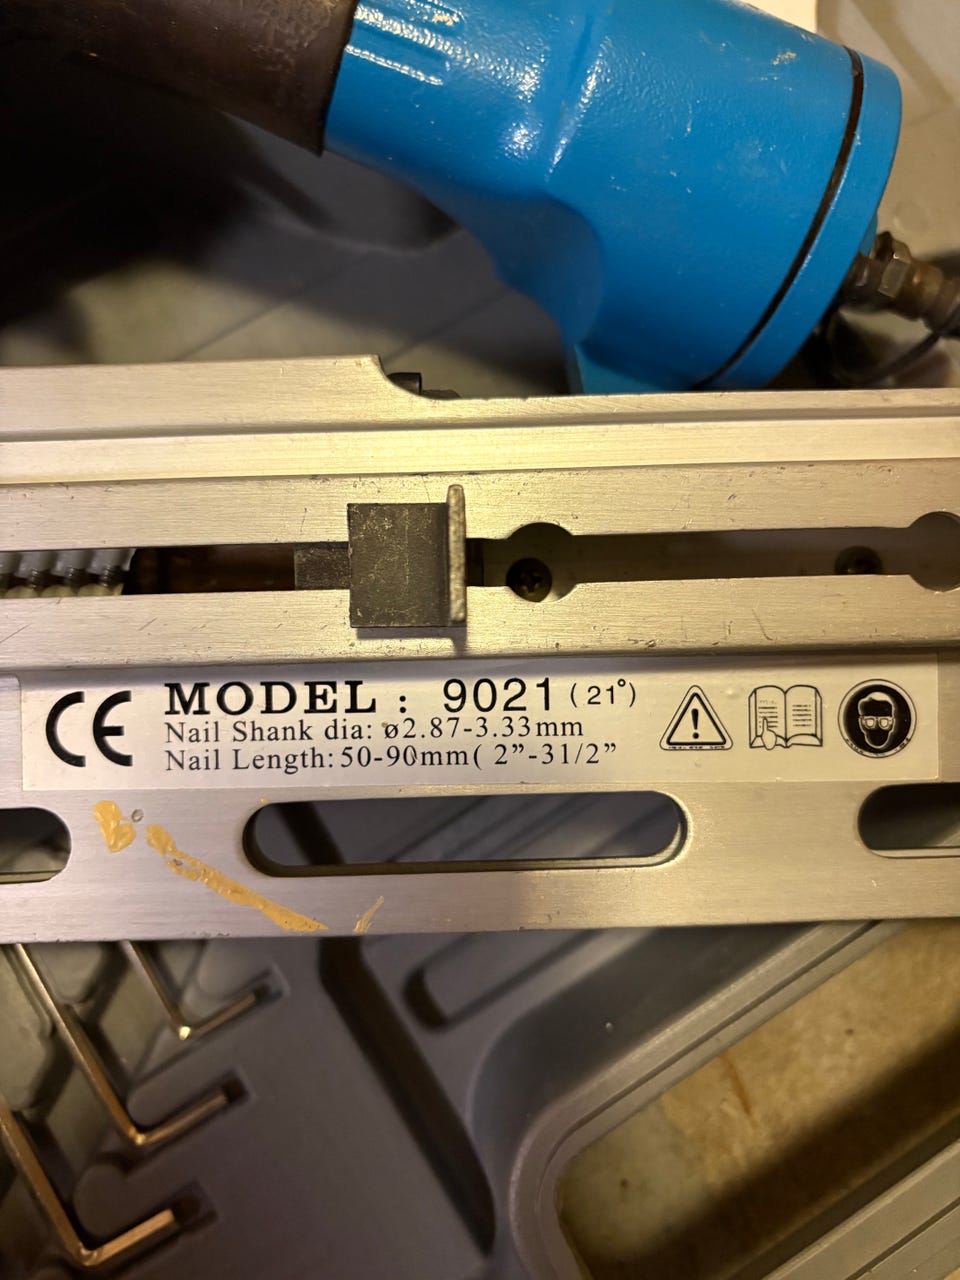 CE MODEL : 9021 (21°)
Nail Shank dia: ø2.87-3.33mm
Nail Length: 50-90mm( 2”-31/2”